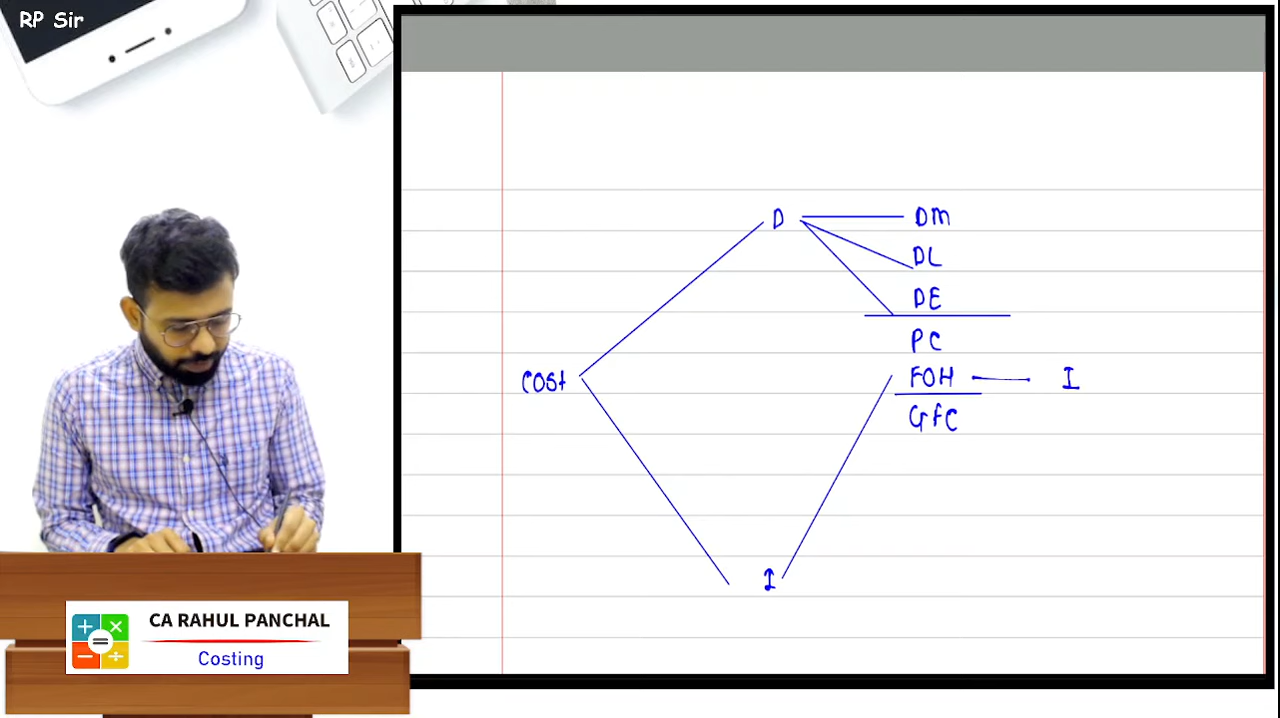 RP Sir
D DM
DL
DE
PC
COST FOH I
GFC
I
CA RAHUL PANCHAL
Costing